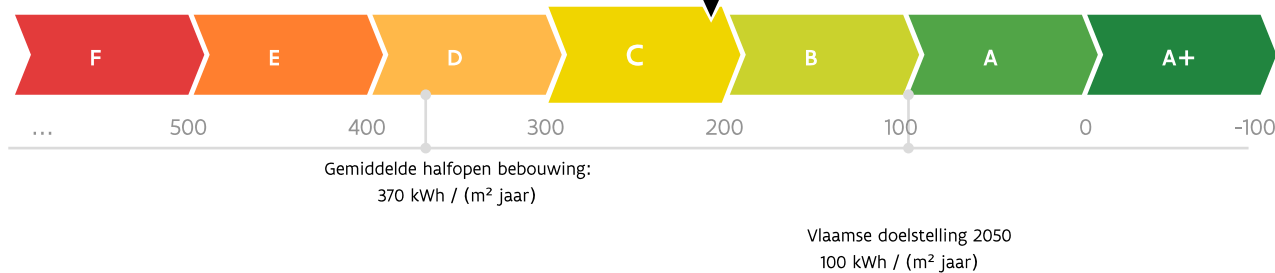 F E D C B A A+
... 500 400 300 200 100 0 -100
Gemiddelde halfopen bebouwing:
370 kWh / (m² jaar)
Vlaamse doelstelling 2050
100 kWh / (m² jaar)